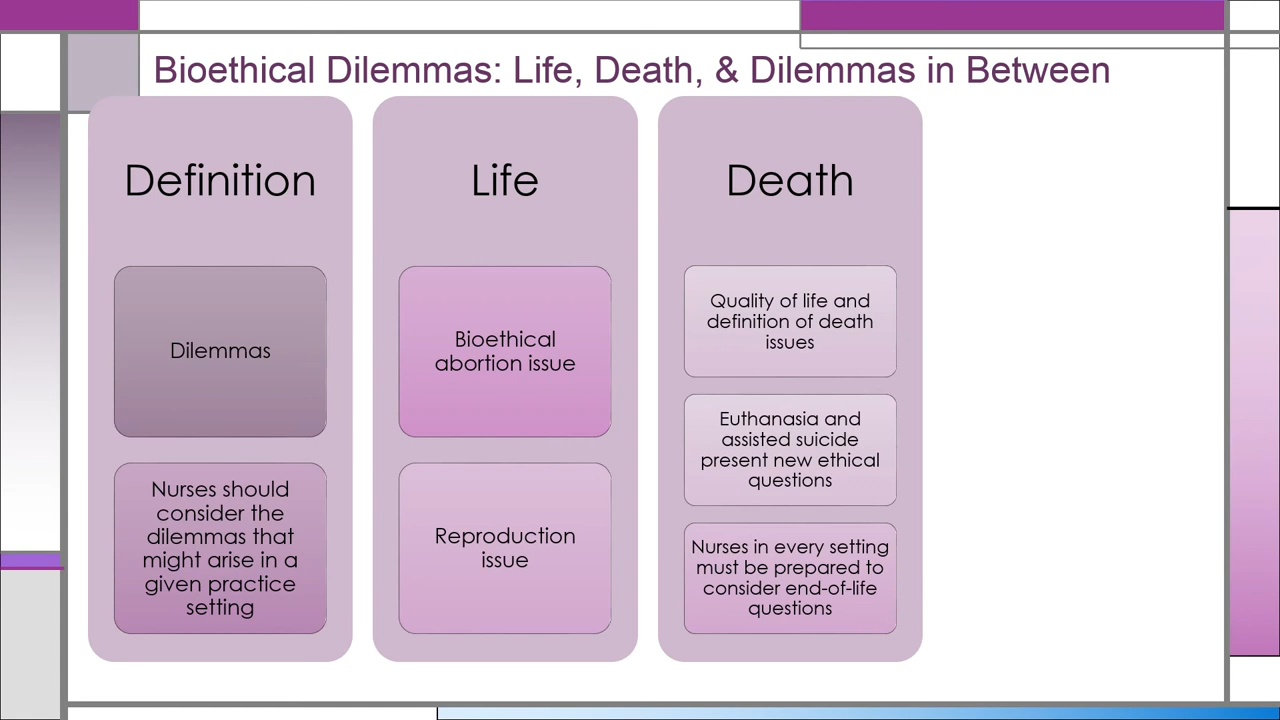 Bioethical Dilemmas: Life, Death, & Dilemmas in Between
Definition
Dilemmas
Nurses should
consider the
dilemmas that
might arise in a
given practice
setting
Life
Bioethical
abortion issue
Reproduction
issue
Death
Quality of life and
definition of death
issues
Euthanasia and
assisted suicide
present new ethical
questions
Nurses in every setting
must be prepared to
consider end-of-life
questions